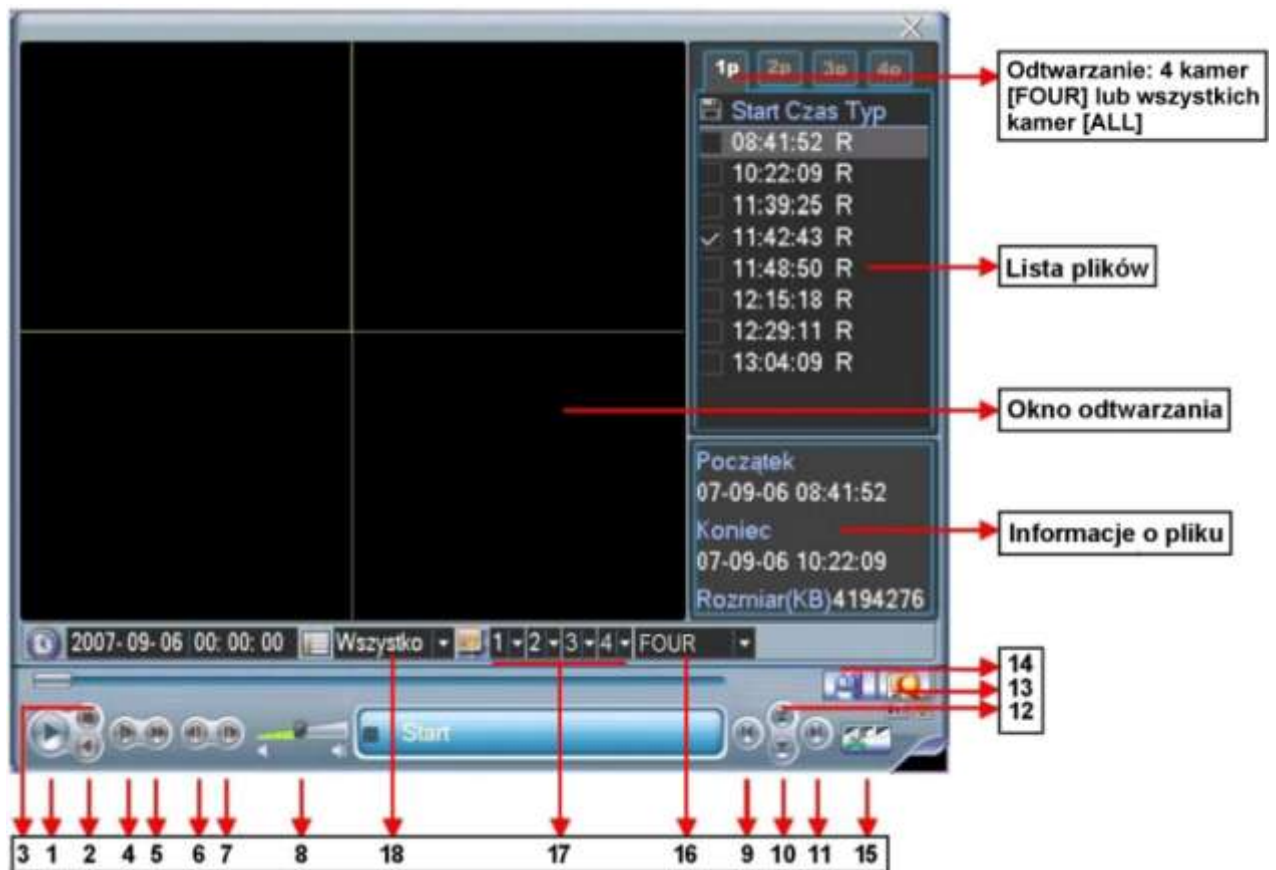 1p 2p 3p 4p
Start Czas Typ
08:41:52 R
10:22:09 R
11:39:25 R
11:42:43 R
11:48:50 R
12:15:18 R
12:29:11 R
13:04:09 R
Początek
07-09-06 08:41:52
Koniec
07-09-06 10:22:09
Rozmiar(KB)4194276
Odtwarzanie: 4 kamer
[FOUR] lub wszystkich
kamer [ALL]
Lista plików
Okno odtwarzania
Informacje o pliku
2007-09-06 00:00:00 Wszystko 1 2 3 4 FOUR
Start
14
13
12
3 1 2 4 5 6 7 8 18 17 16 9 10 11 15